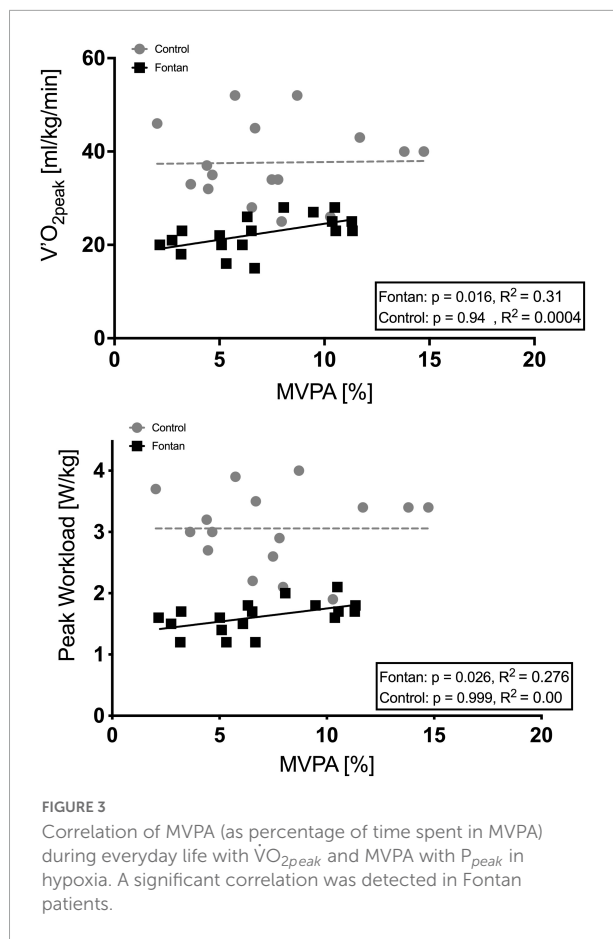 Control
Fontan
60
40
20
0
V'O2peak [ml/kg/min]
0 5 10 15 20
MVPA [%]
Fontan: p = 0.016, R² = 0.31
Control: p = 0.94 , R² = 0.0004
Control
Fontan
4
3
2
1
0
Peak Workload [W/kg]
0 5 10 15 20
MVPA [%]
Fontan: p = 0.026, R² = 0.276
Control: p = 0.999, R² = 0.00
FIGURE 3
Correlation of MVPA (as percentage of time spent in MVPA)
during everyday life with V̇O2peak and MVPA with Ppeak in
hypoxia. A significant correlation was detected in Fontan
patients.